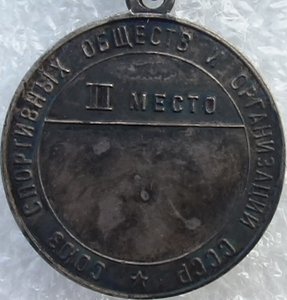 СОЮЗ СПОРТИВНЫХ ОБЩЕСТВ И ОРГАНИЗАЦИЙ СССР
III МЕСТО